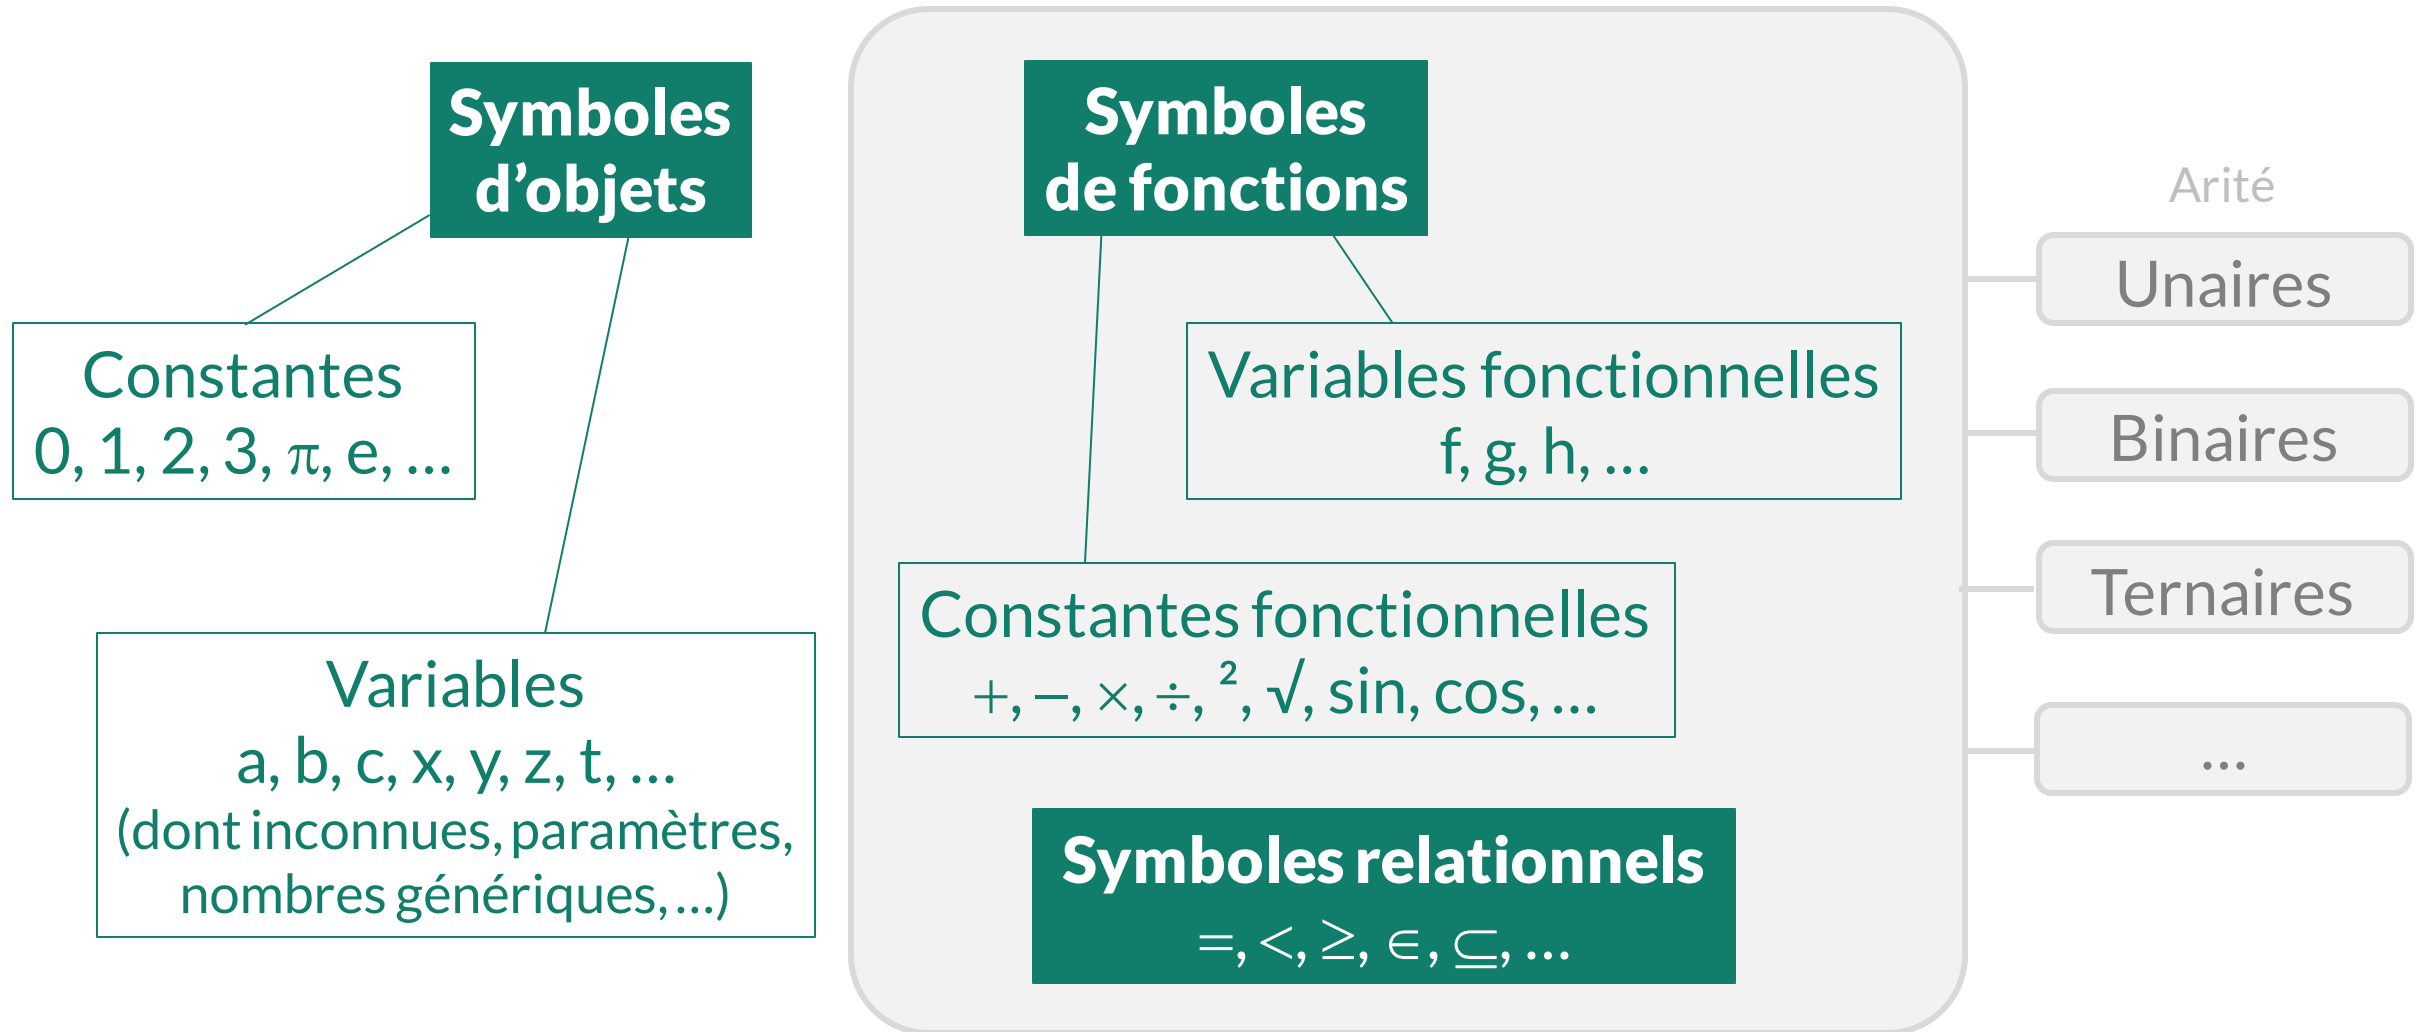 Symboles
d’objets
Constantes
0, 1, 2, 3, π, e, …
Variables
a, b, c, x, y, z, t, …
(dont inconnues, paramètres,
nombres génériques, …)
Symboles
de fonctions
Variables fonctionnelles
f, g, h, …
Constantes fonctionnelles
+, −, ×, ÷, ², √, sin, cos, …
Symboles relationnels
=, <, ≥, ∈, ⊆, …
Arité
Unaires
Binaires
Ternaires
…